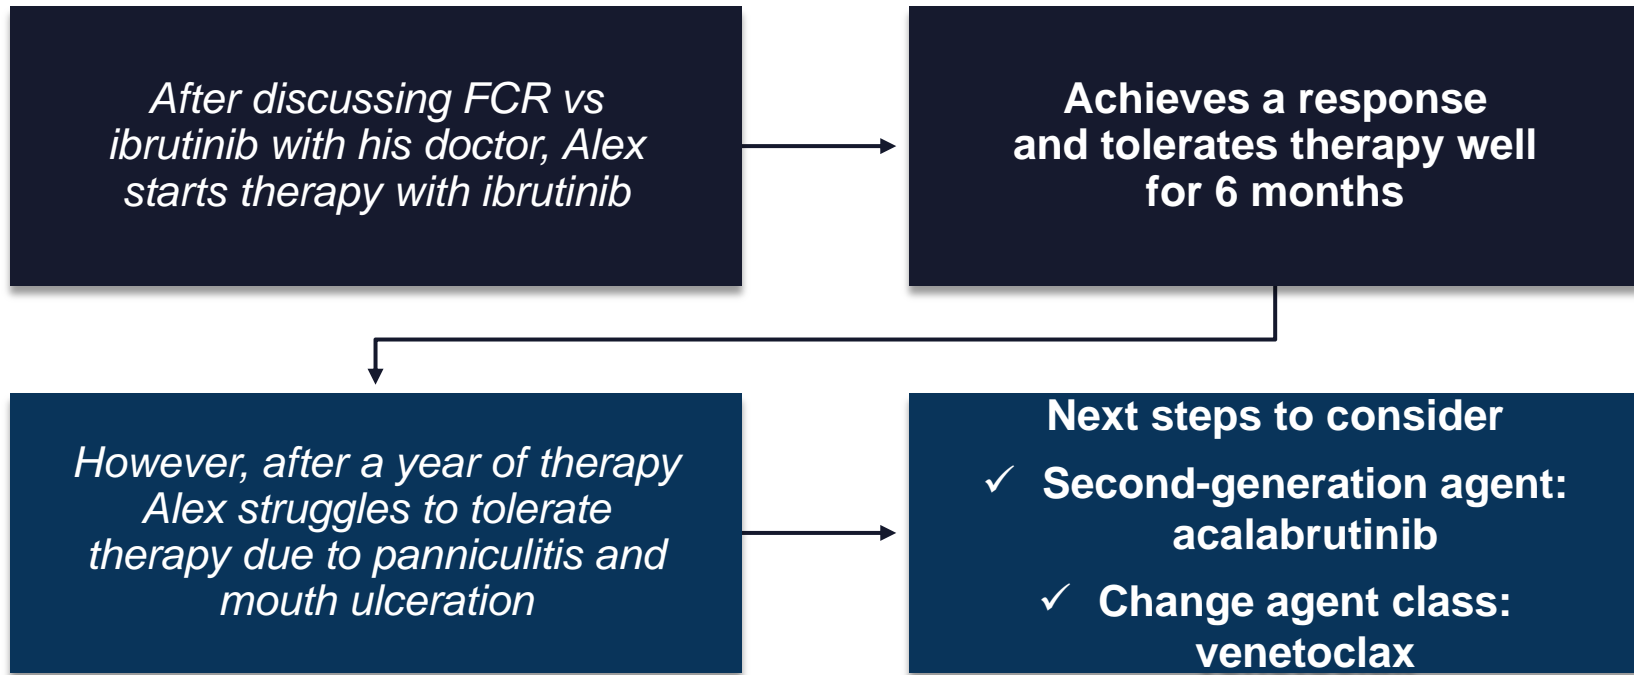 After discussing FCR vs
ibrutinib with his doctor, Alex
starts therapy with ibrutinib
Achieves a response
and tolerates therapy well
for 6 months
However, after a year of therapy
Alex struggles to tolerate
therapy due to panniculitis and
mouth ulceration
Next steps to consider
✓ Second-generation agent:
acalabrutinib
✓ Change agent class:
venetoclax